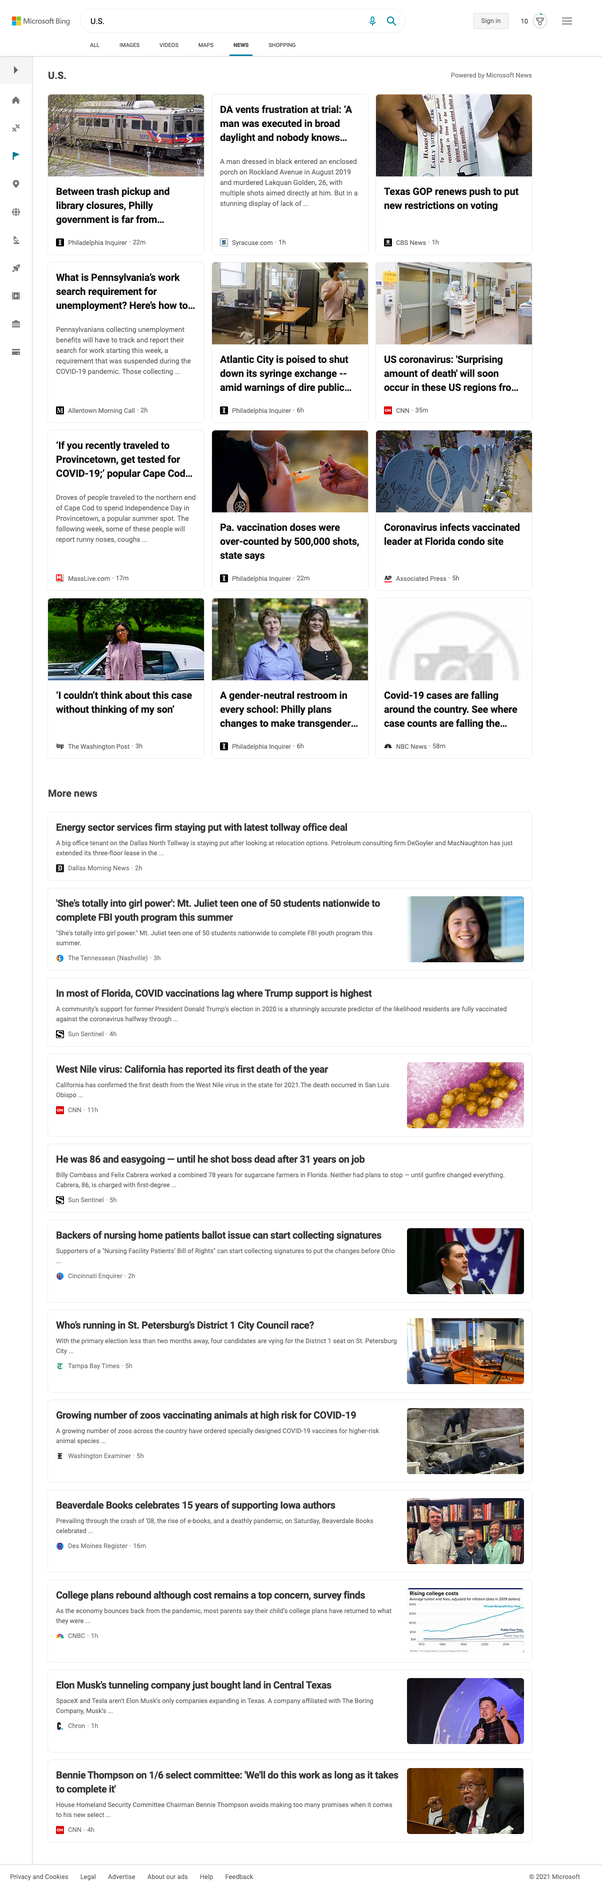 Microsoft Bing
U.S.
Sign in
10
ALL IMAGES VIDEOS MAPS NEWS SHOPPING
U.S.
Powered by Microsoft News
Between trash pickup and
library closures, Philly
government is far from...
Philadelphia Inquirer · 22m
DA vents frustration at trial: ‘A
man was executed in broad
daylight and nobody knows...
A man dressed in black entered an enclosed
porch on Rockland Avenue in August 2019
and murdered Lakquan Golden, 26, with
multiple shots aimed directly at him. But in a
stunning display of lack of ...
Syracuse.com · 1h
Texas GOP renews push to put
new restrictions on voting
CBS News · 1h
What is Pennsylvania’s work
search requirement for
unemployment? Here’s how to...
Pennsylvanians collecting unemployment
benefits will have to track and report their
search for work starting this week, a
requirement that was suspended during the
COVID-19 pandemic. Those collecting ...
Allentown Morning Call · 2h
Atlantic City is poised to shut
down its syringe exchange --
amid warnings of dire public...
Philadelphia Inquirer · 6h
US coronavirus: 'Surprising
amount of death' will soon
occur in these US regions fro...
CNN · 35m
‘If you recently traveled to
Provincetown, get tested for
COVID-19;’ popular Cape Cod...
Droves of people traveled to the northern end
of Cape Cod to spend Independence Day in
Provincetown, a popular summer spot. The
following week, some of these people will
report runny noses, coughs ...
MassLive.com · 17m
Pa. vaccination doses were
over-counted by 500,000 shots,
state says
Philadelphia Inquirer · 22m
Coronavirus infects vaccinated
leader at Florida condo site
AP
Associated Press · 5h
‘I couldn’t think about this case
without thinking of my son’
The Washington Post · 3h
A gender-neutral restroom in
every school: Philly plans
changes to make transgender...
Philadelphia Inquirer · 6h
Covid-19 cases are falling
around the country. See where
case counts are falling the...
NBC News · 58m
More news
Energy sector services firm staying put with latest tollway office deal
A big office tenant on the Dallas North Tollway is staying put after looking at relocation options. Petroleum consulting firm DeGolyer and MacNaughton has just
extended its three-floor lease in the ...
Dallas Morning News · 2h
'She's totally into girl power': Mt. Juliet teen one of 50 students nationwide to
complete FBI youth program this summer
"She's totally into girl power." Mt. Juliet teen one of 50 students nationwide to complete FBI youth program this
summer.
The Tennessean (Nashville) · 3h
In most of Florida, COVID vaccinations lag where Trump support is highest
A community’s support for former President Donald Trump’s election in 2020 is a stunningly accurate predictor of the likelihood residents are fully vaccinated
against the coronavirus halfway through ...
Sun Sentinel · 4h
West Nile virus: California has reported its first death of the year
California has confirmed the first death from the West Nile virus in the state for 2021.The death occurred in San Luis
Obispo ...
CNN · 11h
He was 86 and easygoing — until he shot boss dead after 31 years on job
Billy Combass and Felix Cabrera worked a combined 78 years for sugarcane farmers in Florida. Neither had plans to stop — until gunfire changed everything.
Cabrera, 86, is charged with first-degree ...
Sun Sentinel · 5h
Backers of nursing home patients ballot issue can start collecting signatures
Supporters of a "Nursing Facility Patients' Bill of Rights" can start collecting signatures to put the changes before Ohio
...
Cincinnati Enquirer · 2h
Who’s running in St. Petersburg’s District 1 City Council race?
With the primary election less than two months away, four candidates are vying for the District 1 seat on St. Petersburg
City ...
Tampa Bay Times · 5h
Growing number of zoos vaccinating animals at high risk for COVID-19
A growing number of zoos across the country have ordered specially designed COVID-19 vaccines for higher-risk
animal species ...
Washington Examiner · 5h
Beaverdale Books celebrates 15 years of supporting Iowa authors
Prevailing through the crash of '08, the rise of e-books, and a deathly pandemic, on Saturday, Beaverdale Books
celebrated ...
Des Moines Register · 16m
College plans rebound although cost remains a top concern, survey finds
As the economy bounces back from the pandemic, most parents say their child's college plans have returned to what
they were ...
CNBC · 1h
Rising college costs
Average tuition and fees, adjusted for inflation (data in 2019 dollars)
Elon Musk's tunneling company just bought land in Central Texas
SpaceX and Tesla aren't Elon Musk's only companies expanding in Texas. A company affiliated with The Boring
Company, Musk's ...
Chron · 1h
Bennie Thompson on 1/6 select committee: 'We'll do this work as long as it takes
to complete it'
House Homeland Security Committee Chairman Bennie Thompson avoids making too many promises when it comes
to his new select ...
CNN · 4h
Privacy and Cookies Legal Advertise About our ads Help Feedback
© 2021 Microsoft